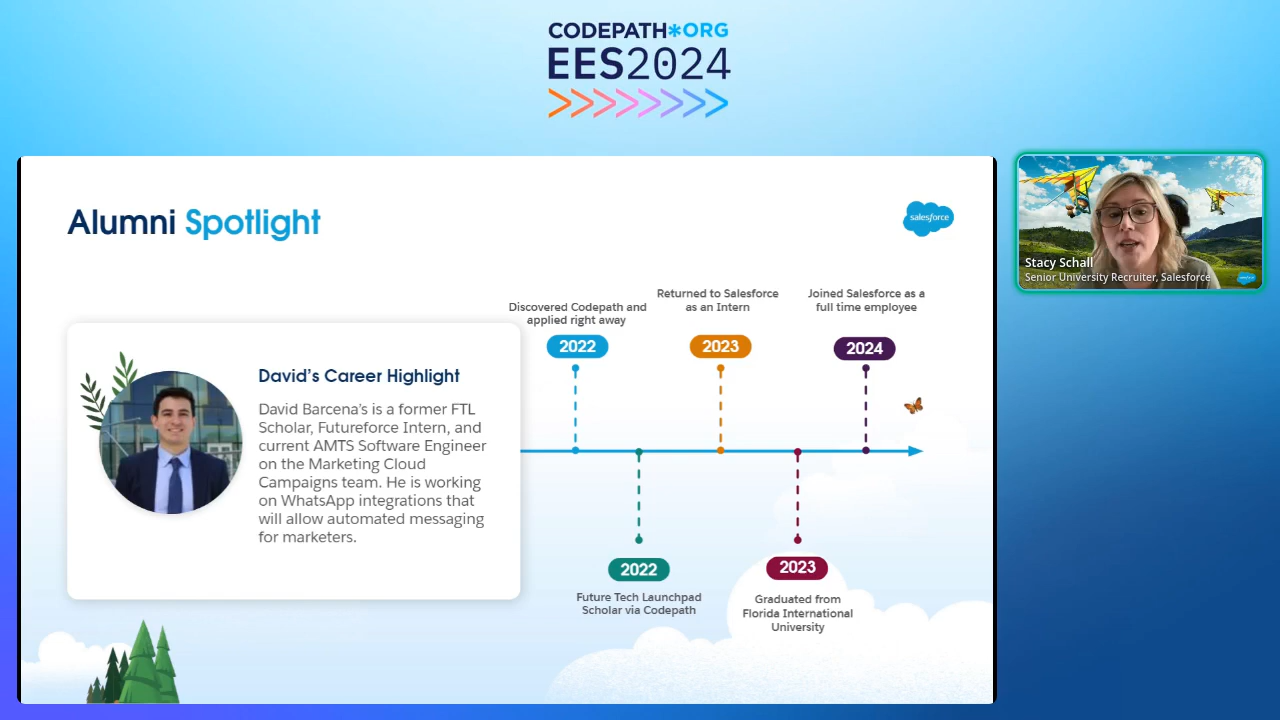 CODEPATH*ORG
EES2024
Alumni Spotlight
salesforce
David's Career Highlight
David Barcena's is a former FTL
Scholar, Futureforce Intern, and
current AMTS Software Engineer
on the Marketing Cloud
Campaigns team. He is working
on WhatsApp integrations that
will allow automated messaging
for marketers.
Discovered Codepath and
applied right away
2022
Returned to Salesforce
as an Intern
2023
Joined Salesforce as a
full time employee
2024
2022
Future Tech Launchpad
Scholar via Codepath
2023
Graduated from
Florida International
University
Stacy Schall
Senior University Recruiter, Salesforce
salesforce